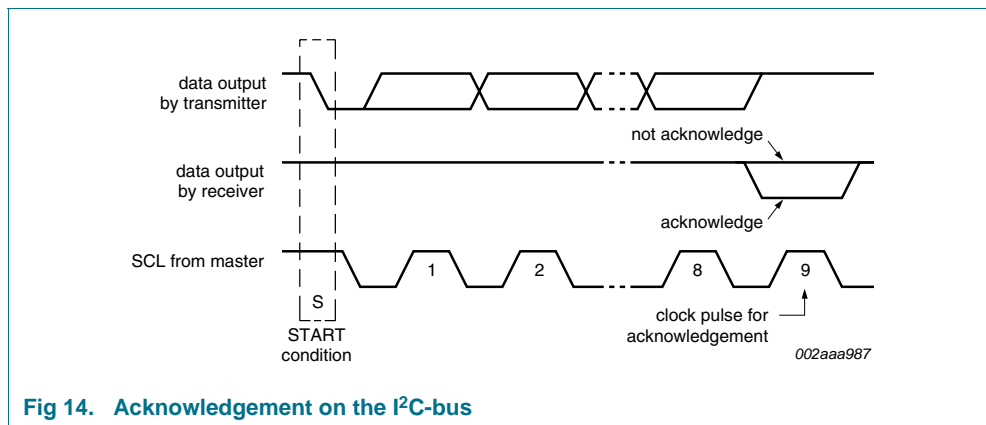 data output
by transmitter
not acknowledge
data output
by receiver
acknowledge
SCL from master
1
2
8
9
S
START
condition
clock pulse for
acknowledgement
002aaa987
Fig 14. Acknowledgement on the I²C-bus